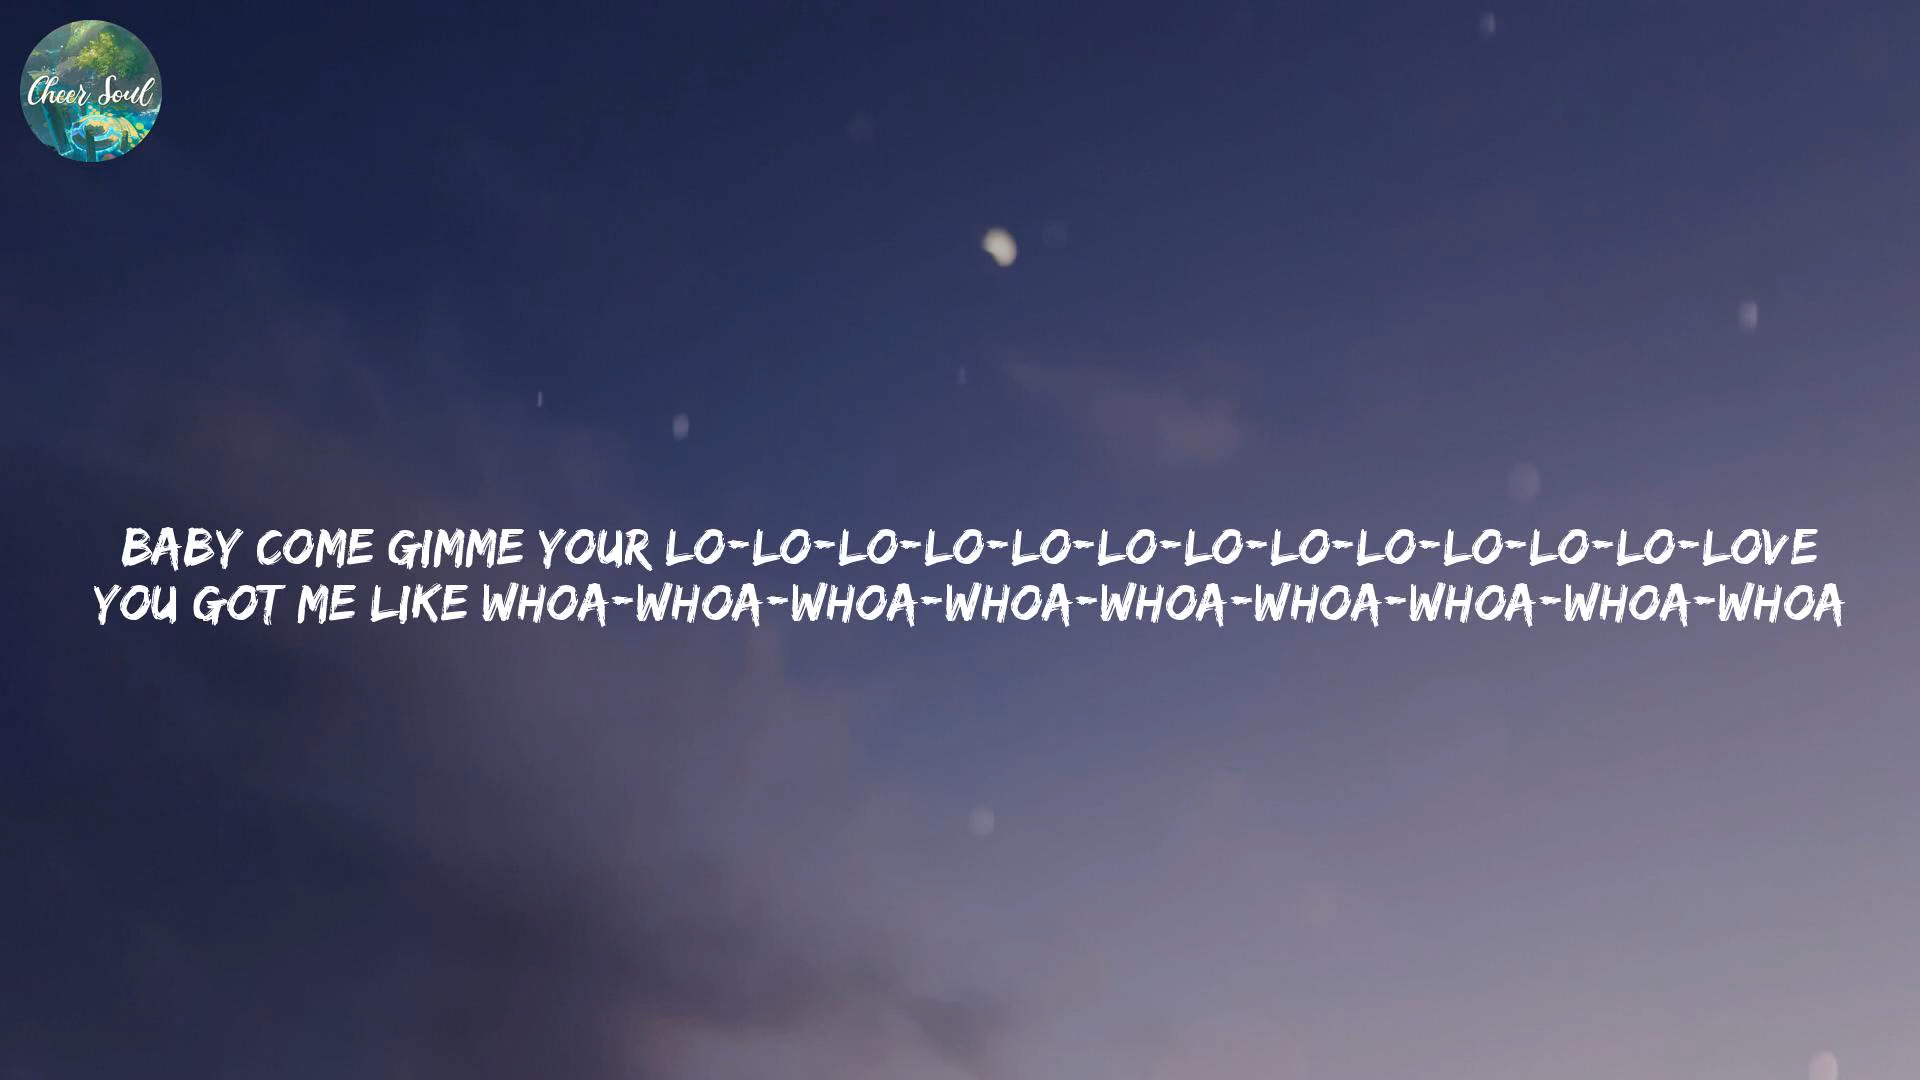 Cheer Soul
BABY COME GIMME YOUR LO-LO-LO-LO-LO-LO-LO-LO-LO-LO-LO-LO-LOVE
YOU GOT ME LIKE WHOA-WHOA-WHOA-WHOA-WHOA-WHOA-WHOA-WHOA-WHOA